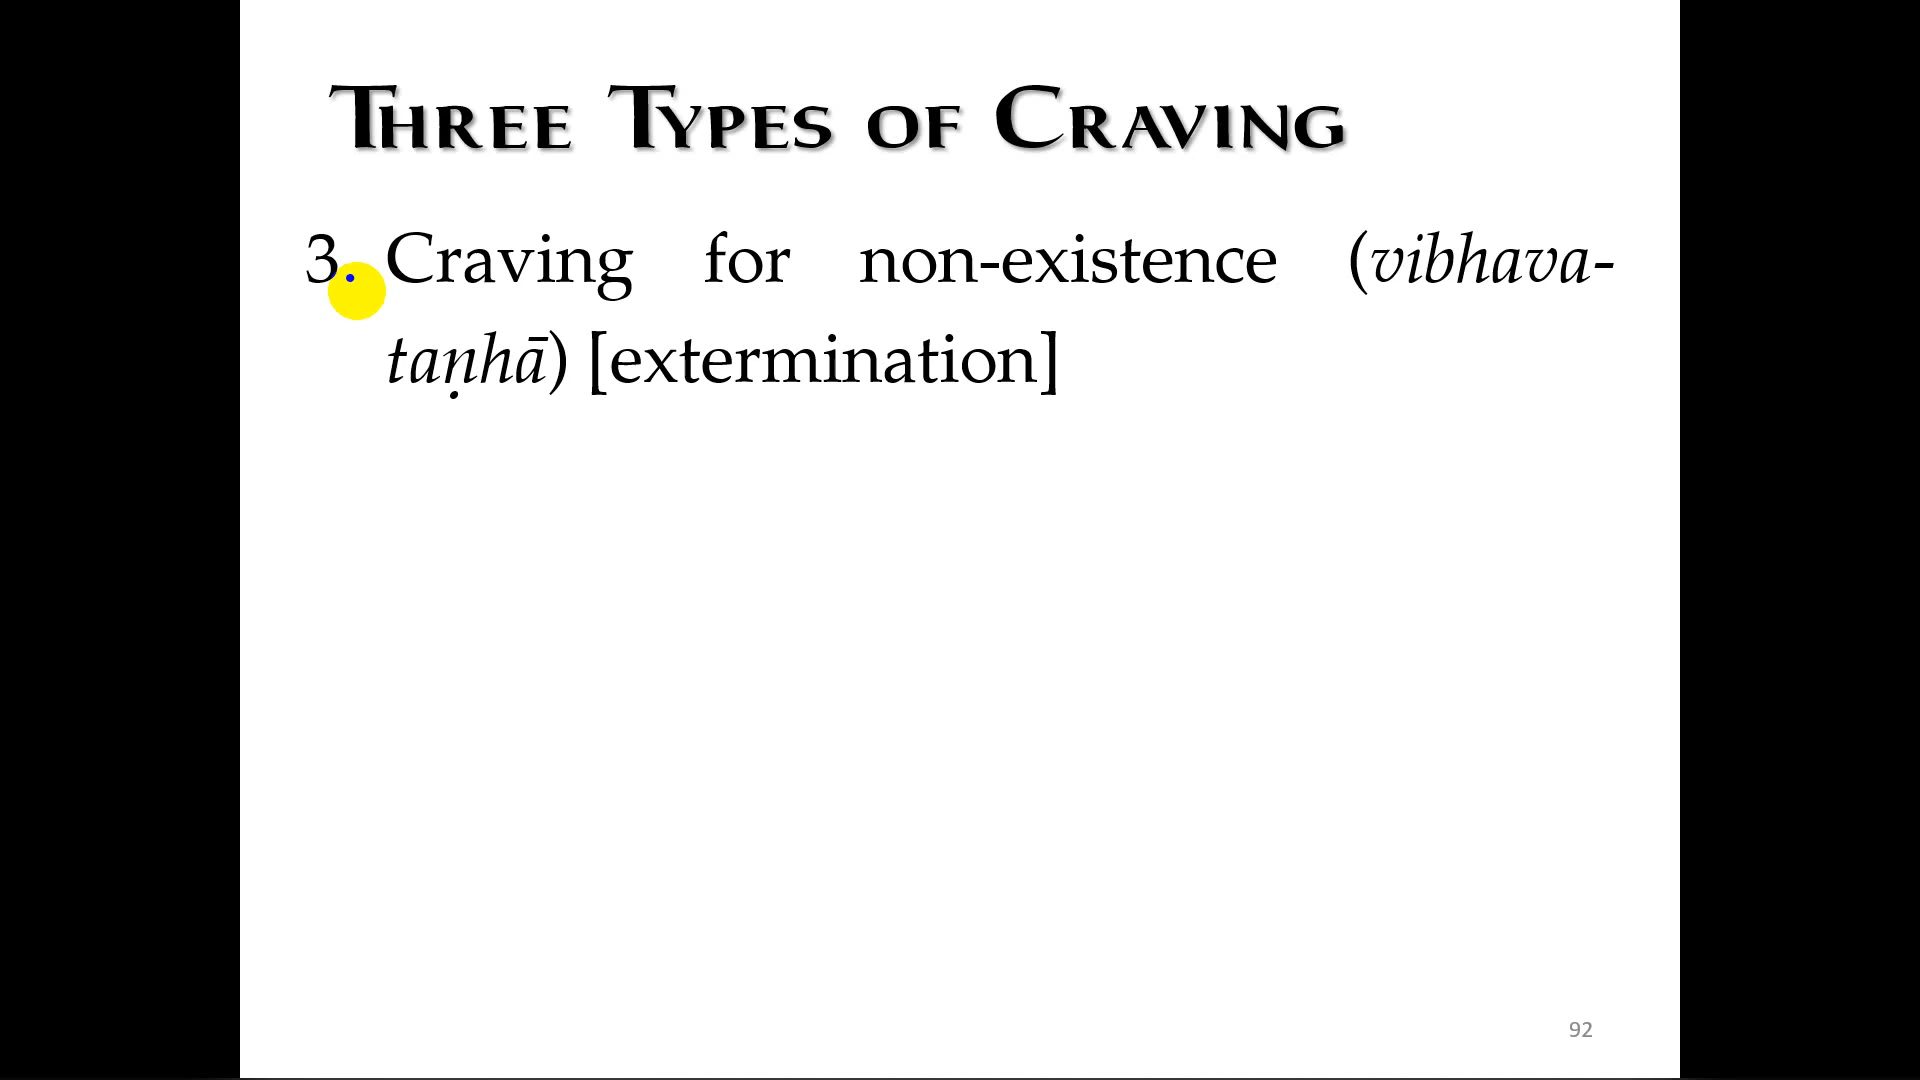 Three Types of Craving
3. Craving for non-existence (vibhava-
taṇhā) [extermination]
92